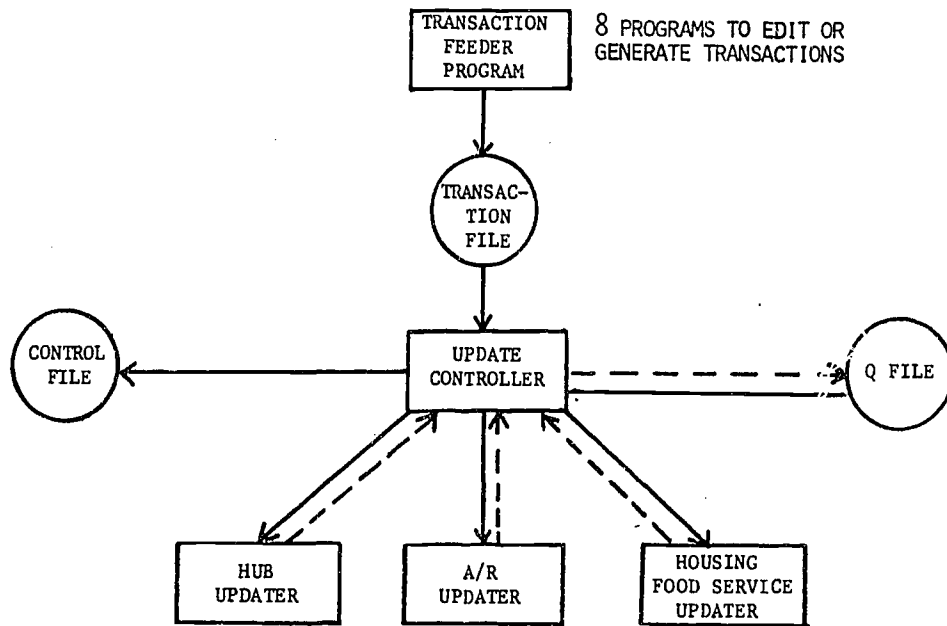 TRANSACTION
FEEDER
PROGRAM
8 PROGRAMS TO EDIT OR
GENERATE TRANSACTIONS
TRANSAC-
TION
FILE
CONTROL
FILE
UPDATE
CONTROLLER
Q FILE
HUB
UPDATER
A/R
UPDATER
HOUSING
FOOD SERVICE
UPDATER